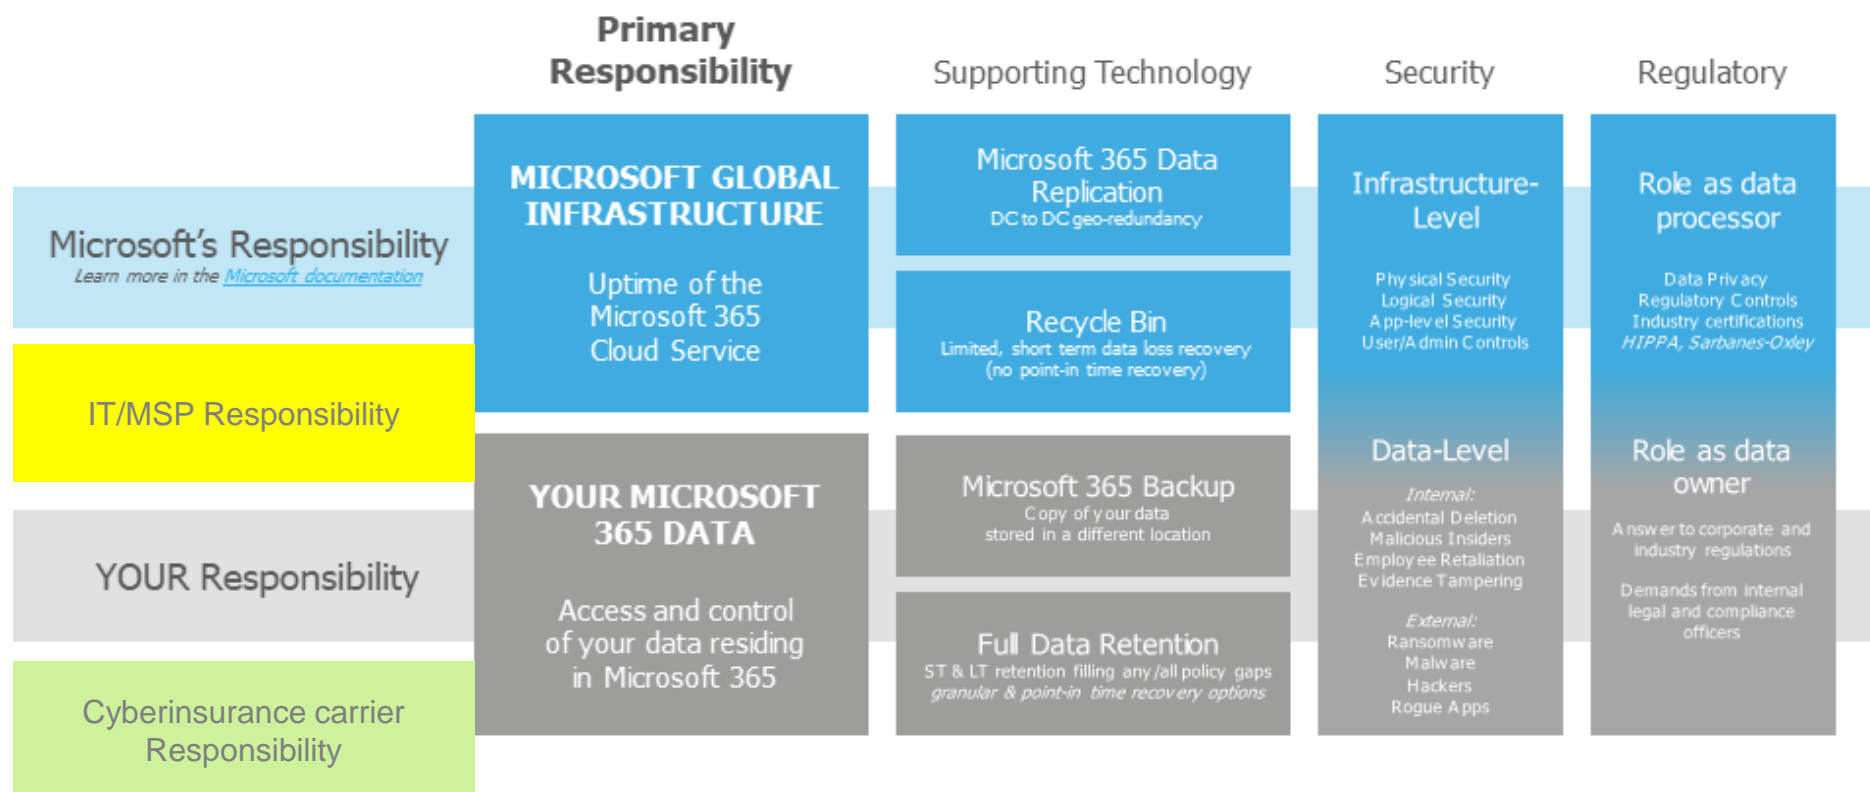 Primary
Responsibility
Supporting Technology
Security
Regulatory
Microsoft's Responsibility
Learn more in the Microsoft documentation
MICROSOFT GLOBAL
INFRASTRUCTURE
Uptime of the
Microsoft 365
Cloud Service
Microsoft 365 Data
Replication
DC to DC geo-redundancy
Recycle Bin
Limited, short term data loss recovery
(no point-in time recovery)
Infrastructure-
Level
Physical Security
Logical Security
App-level Security
User/Admin Controls
Role as data
processor
Data Privacy
Regulatory Controls
Industry certifications
HIPPA, Sarbanes-Oxley
IT/MSP Responsibility
YOUR Responsibility
YOUR MICROSOFT
365 DATA
Access and control
of your data residing
in Microsoft 365
Microsoft 365 Backup
Copy of your data
stored in a different location
Full Data Retention
ST & LT retention filling any/all policy gaps
granular & point-in time recovery options
Data-Level
Internal:
Accidental Deletion
Malicious Insiders
Employee Retaliation
Evidence Tampering
External:
Ransomware
Malware
Hackers
Rogue Apps
Role as data
owner
Answer to corporate and
industry regulations
Demands from internal
legal and compliance
officers
Cyberinsurance carrier
Responsibility